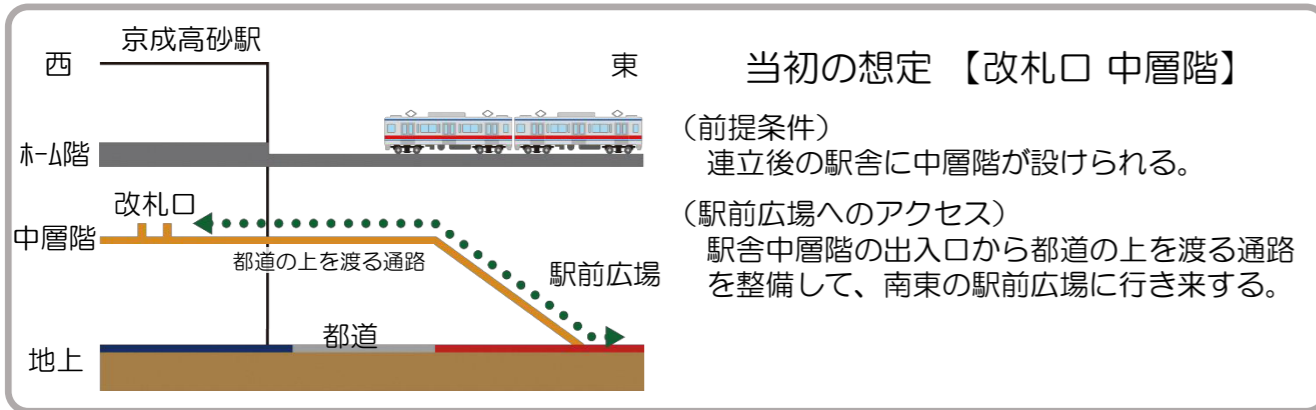 京成高砂駅
西
東
ホーム階
改札口
中層階
都道の上を渡る通路
駅前広場
都道
地上
当初の想定 【改札口 中層階】
（前提条件）
連立後の駅舎に中層階が設けられる。
（駅前広場へのアクセス）
駅舎中層階の出入口から都道の上を渡る通路
を整備して、南東の駅前広場に行き来する。